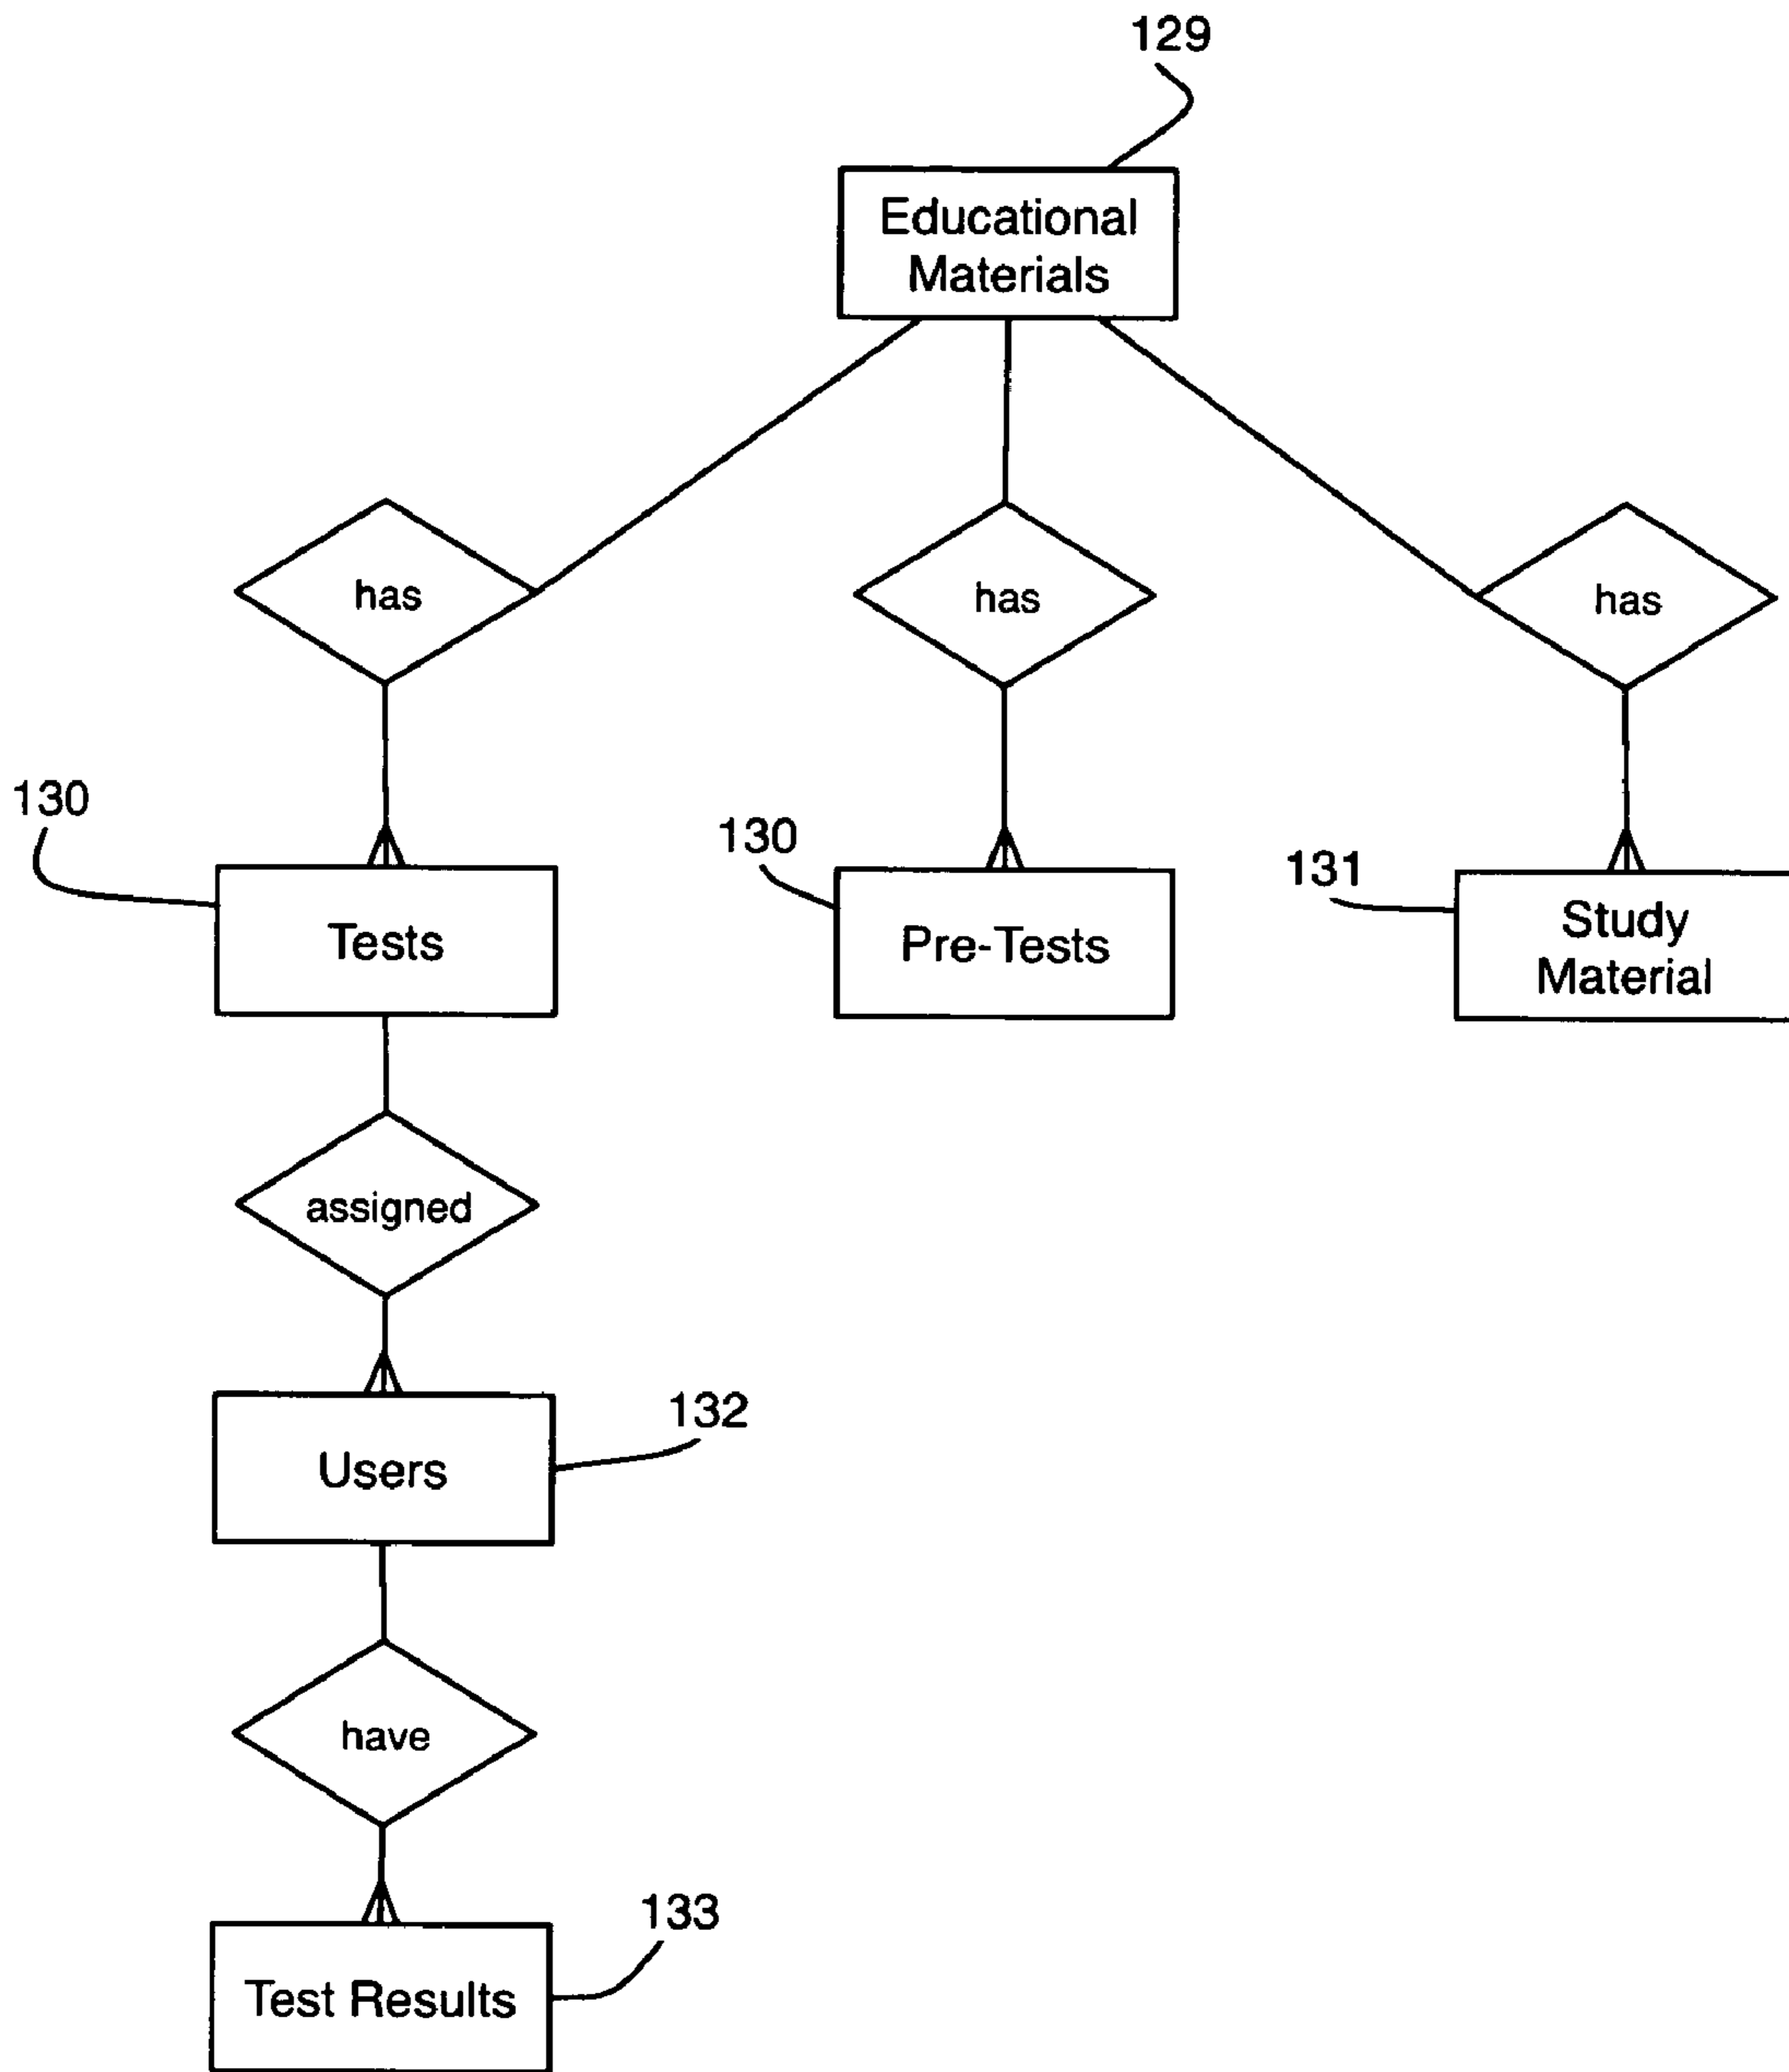 129
Educational
Materials
has
has
has
130
130
131
Tests
Pre-Tests
Study
Material
assigned
132
Users
have
133
Test Results